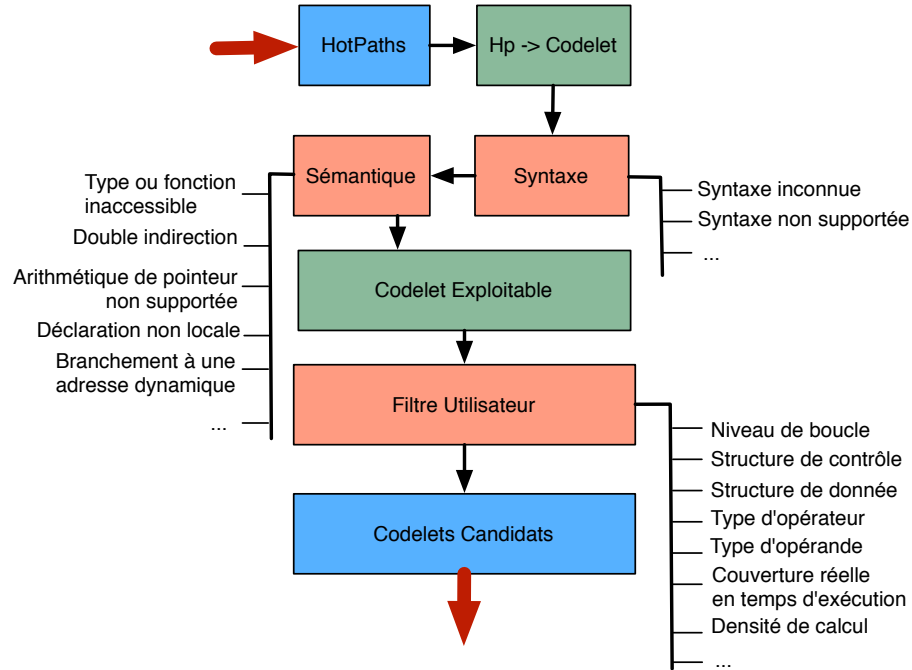 HotPaths
Hp -> Codelet
Sémantique
Syntaxe
Type ou fonction
inaccessible
Double indirection
Arithmétique de pointeur
non supportée
Déclaration non locale
Branchement à une
adresse dynamique
...
Syntaxe inconnue
Syntaxe non supportée
...
Codelet Exploitable
Filtre Utilisateur
Niveau de boucle
Structure de contrôle
Structure de donnée
Type d'opérateur
Type d'opérande
Couverture réelle
en temps d'exécution
Densité de calcul
...
Codelets Candidats